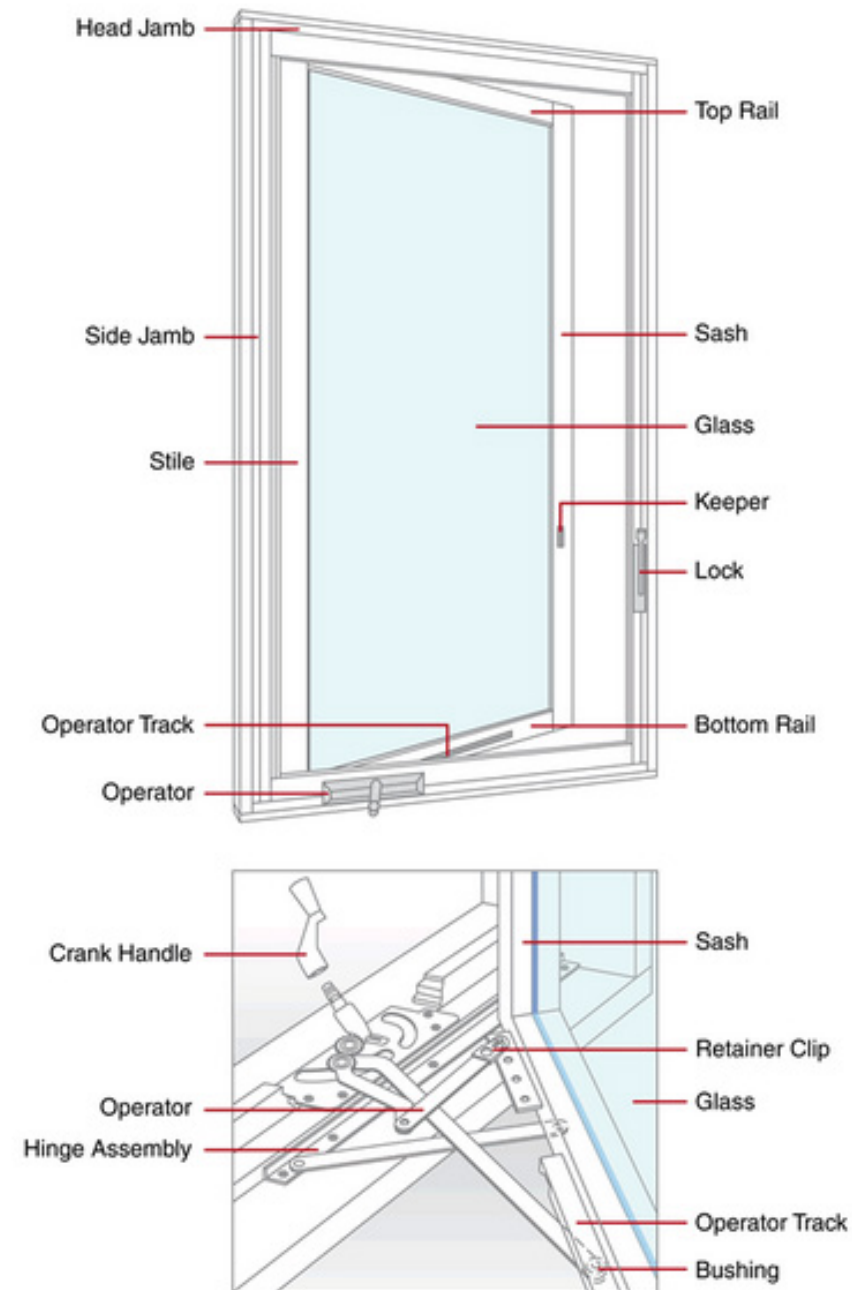 Head Jamb
Top Rail
Side Jamb
Sash
Glass
Stile
Keeper
Lock
Operator Track
Bottom Rail
Operator
Crank Handle
Sash
Retainer Clip
Glass
Operator
Hinge Assembly
Operator Track
Bushing